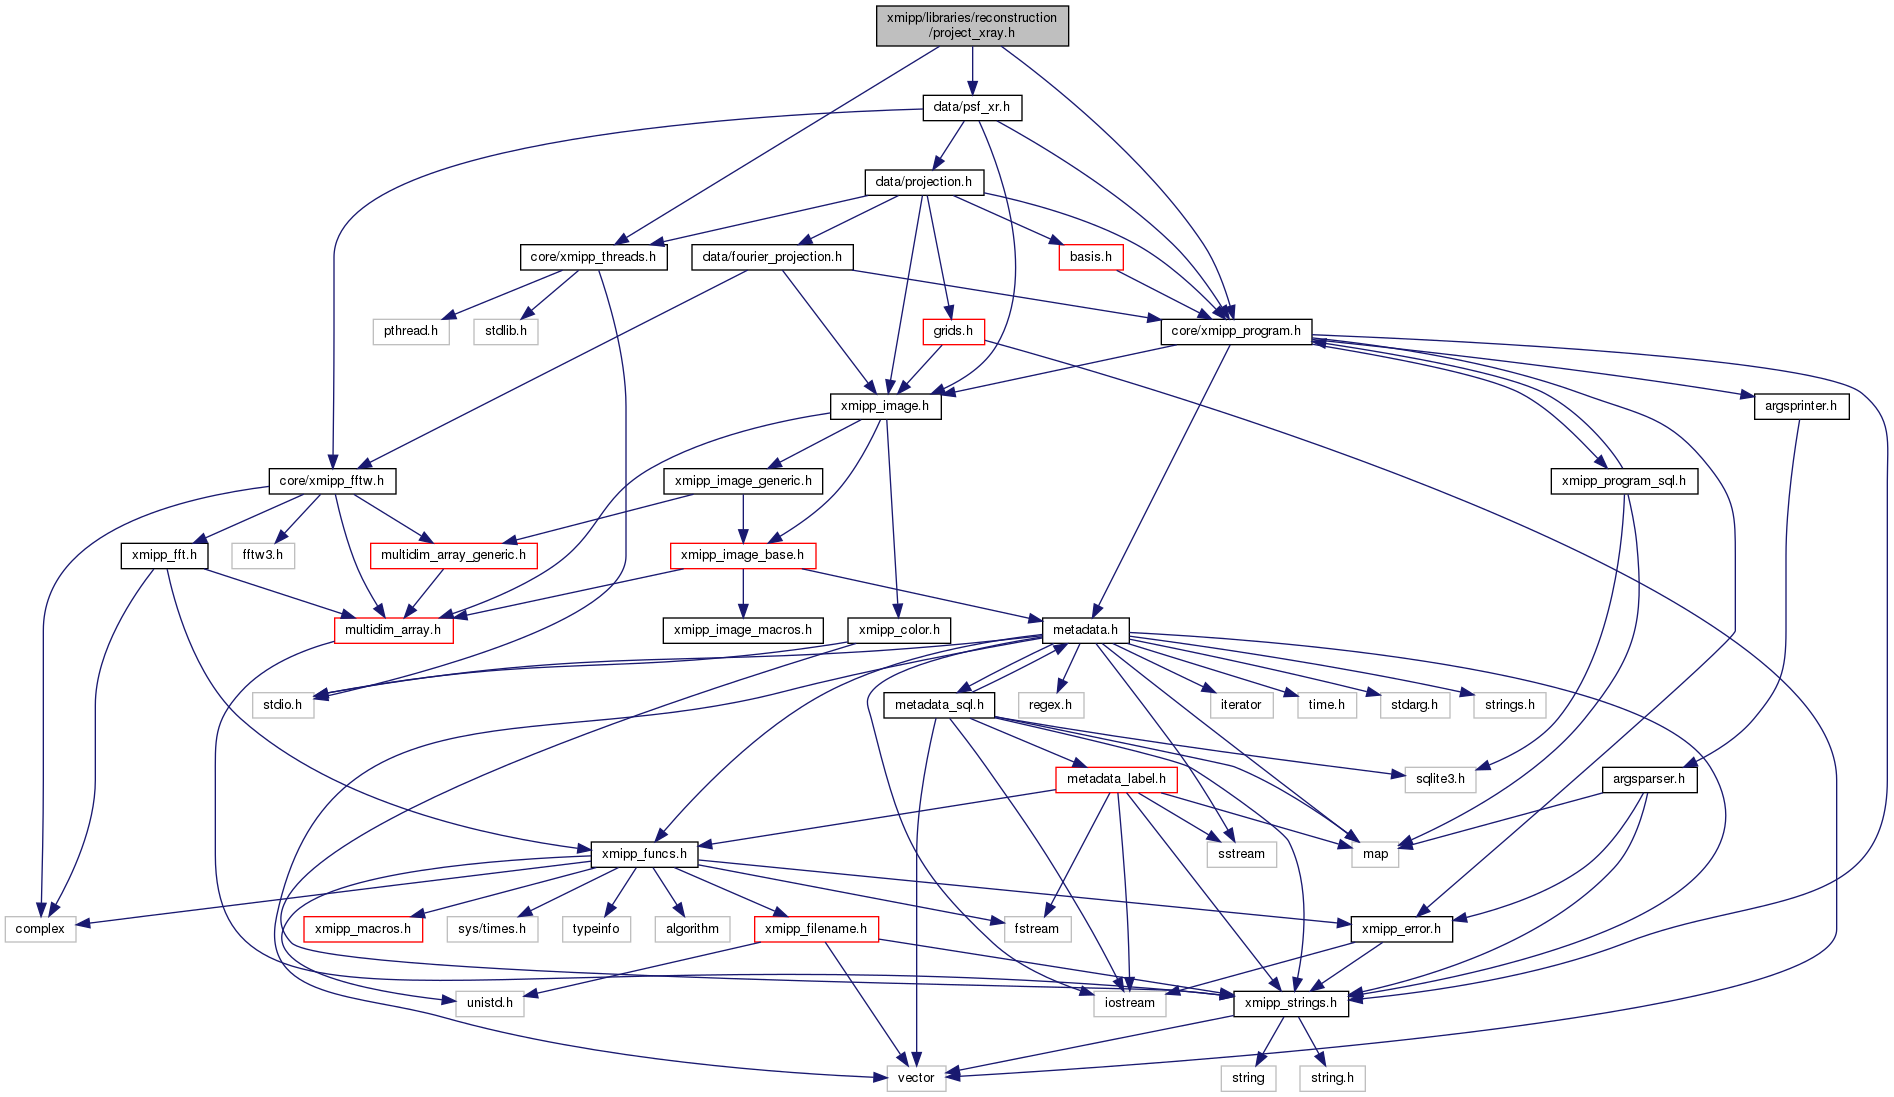 xmipp/libraries/reconstruction
/project_xray.h
data/psf_xr.h
data/projection.h
core/xmipp_threads.h
data/fourier_projection.h
basis.h
pthread.h
stdlib.h
grids.h
core/xmipp_program.h
xmipp_image.h
argsprinter.h
core/xmipp_fftw.h
xmipp_image_generic.h
xmipp_program_sql.h
xmipp_fft.h
fftw3.h
multidim_array_generic.h
xmipp_image_base.h
multidim_array.h
xmipp_image_macros.h
xmipp_color.h
metadata.h
stdio.h
metadata_sql.h
regex.h
iterator
time.h
stdarg.h
strings.h
metadata_label.h
sqlite3.h
argsparser.h
xmipp_funcs.h
sstream
map
complex
xmipp_macros.h
sys/times.h
typeinfo
algorithm
xmipp_filename.h
fstream
xmipp_error.h
unistd.h
iostream
xmipp_strings.h
vector
string
string.h